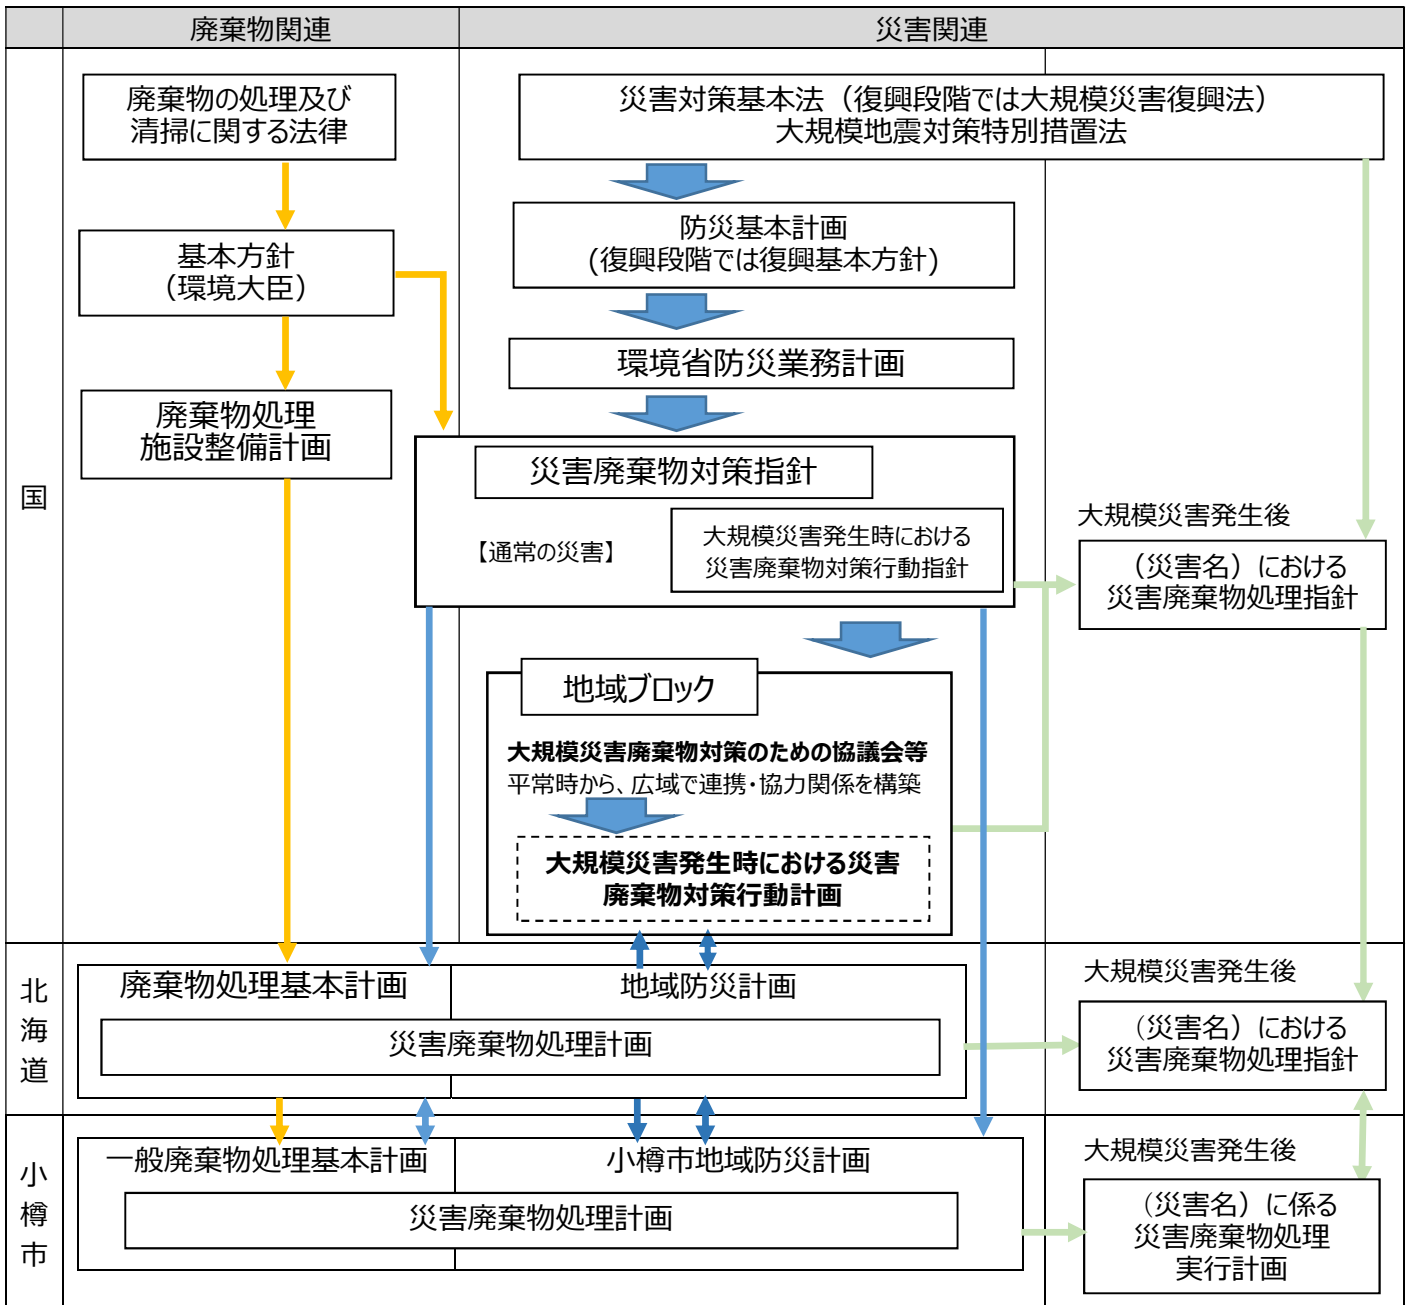 廃棄物関連
災害関連
国
廃棄物の処理及び
清掃に関する法律
基本方針
（環境大臣）
廃棄物処理
施設整備計画
災害対策基本法（復興段階では大規模災害復興法）
大規模地震対策特別措置法
防災基本計画
(復興段階では復興基本方針)
環境省防災業務計画
災害廃棄物対策指針
【通常の災害】
大規模災害発生時における
災害廃棄物対策行動指針
大規模災害発生後
（災害名）における
災害廃棄物処理指針
地域ブロック
大規模災害廃棄物対策のための協議会等
平常時から、広域で連携・協力関係を構築
大規模災害発生時における災害
廃棄物対策行動計画
北
海
道
廃棄物処理基本計画
地域防災計画
災害廃棄物処理計画
大規模災害発生後
（災害名）における
災害廃棄物処理指針
小
樽
市
一般廃棄物処理基本計画
小樽市地域防災計画
災害廃棄物処理計画
大規模災害発生後
（災害名）に係る
災害廃棄物処理
実行計画